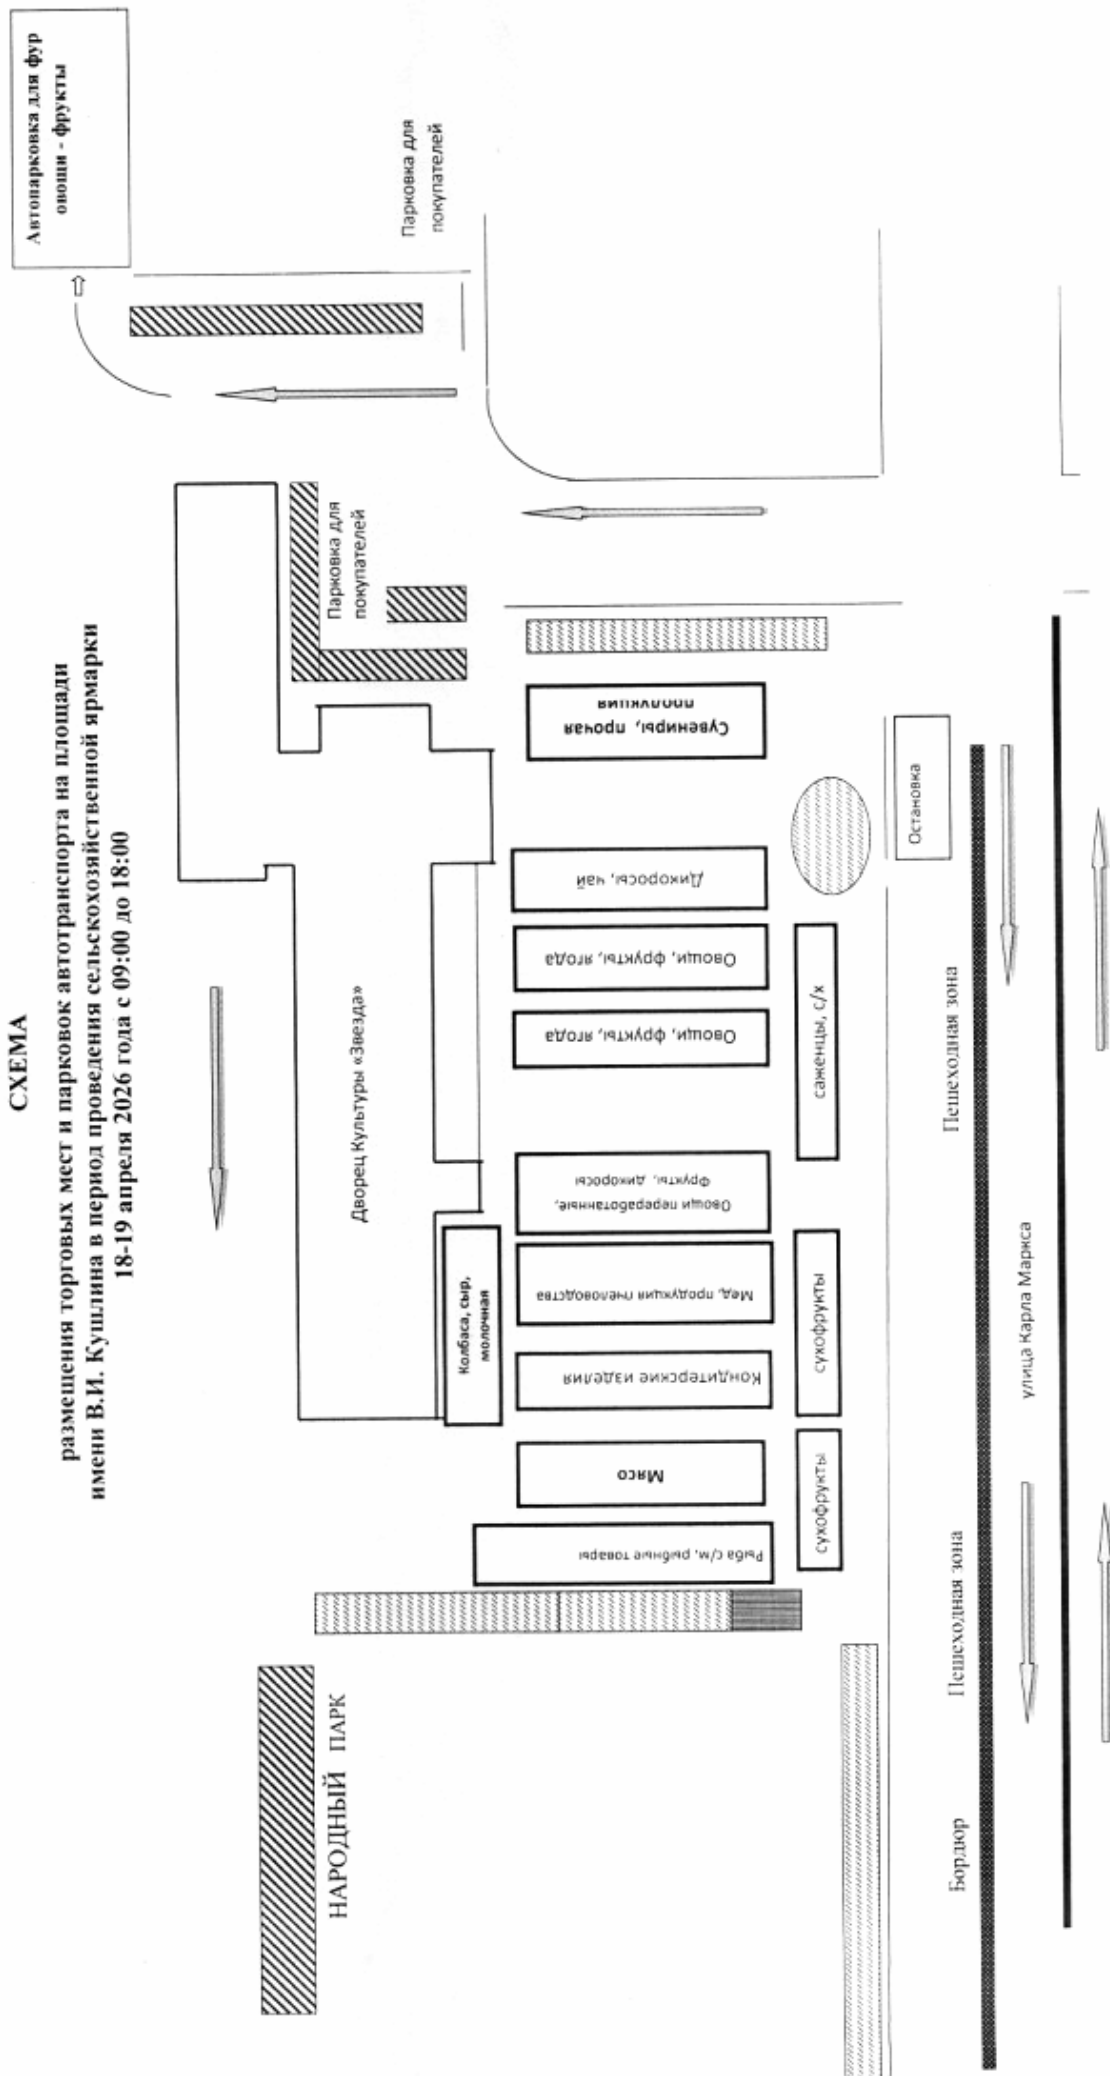 СХЕМА
размещения торговых мест и парковок автотранспорта на площади
имени В.И. Кушлина в период проведения сельскохозяйственной ярмарки
18-19 апреля 2026 года с 09:00 до 18:00
Автопарковка для фур
овощи - фрукты
Парковка для
покупателей
Парковка для
покупателей
Дворец Культуры «Звезда»
Колбаса, сыр,
молочная
Рыба с/м, рыбные товары
Мясо
Кондитерские изделия
Мед, продукция пчеловодства
Овощи переработанные,
Фрукты, дикоросы
Овощи, фрукты, ягода
Овощи, фрукты, ягода
Дикоросы, чай
Сувениры, прочая
продукция
сухофрукты
сухофрукты
саженцы, с/х
Остановка
НАРОДНЫЙ ПАРК
Бордюр
Пешеходная зона
Пешеходная зона
улица Карла Маркса